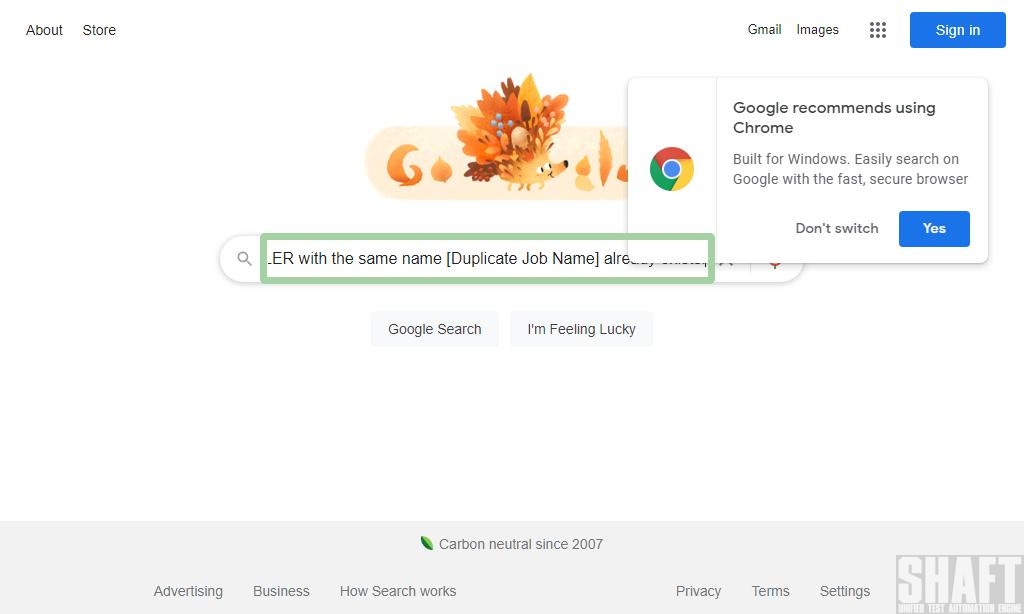 About Store Gmail Images Sign in
Google recommends using
Chrome
Built for Windows. Easily search on
Google with the fast, secure browser
Don't switch Yes
LER with the same name [Duplicate Job Name] already exists
Google Search I'm Feeling Lucky
Carbon neutral since 2007
Advertising Business How Search works Privacy Terms Settings
SHAFT
UNIFIED TEST AUTOMATION ENGINE